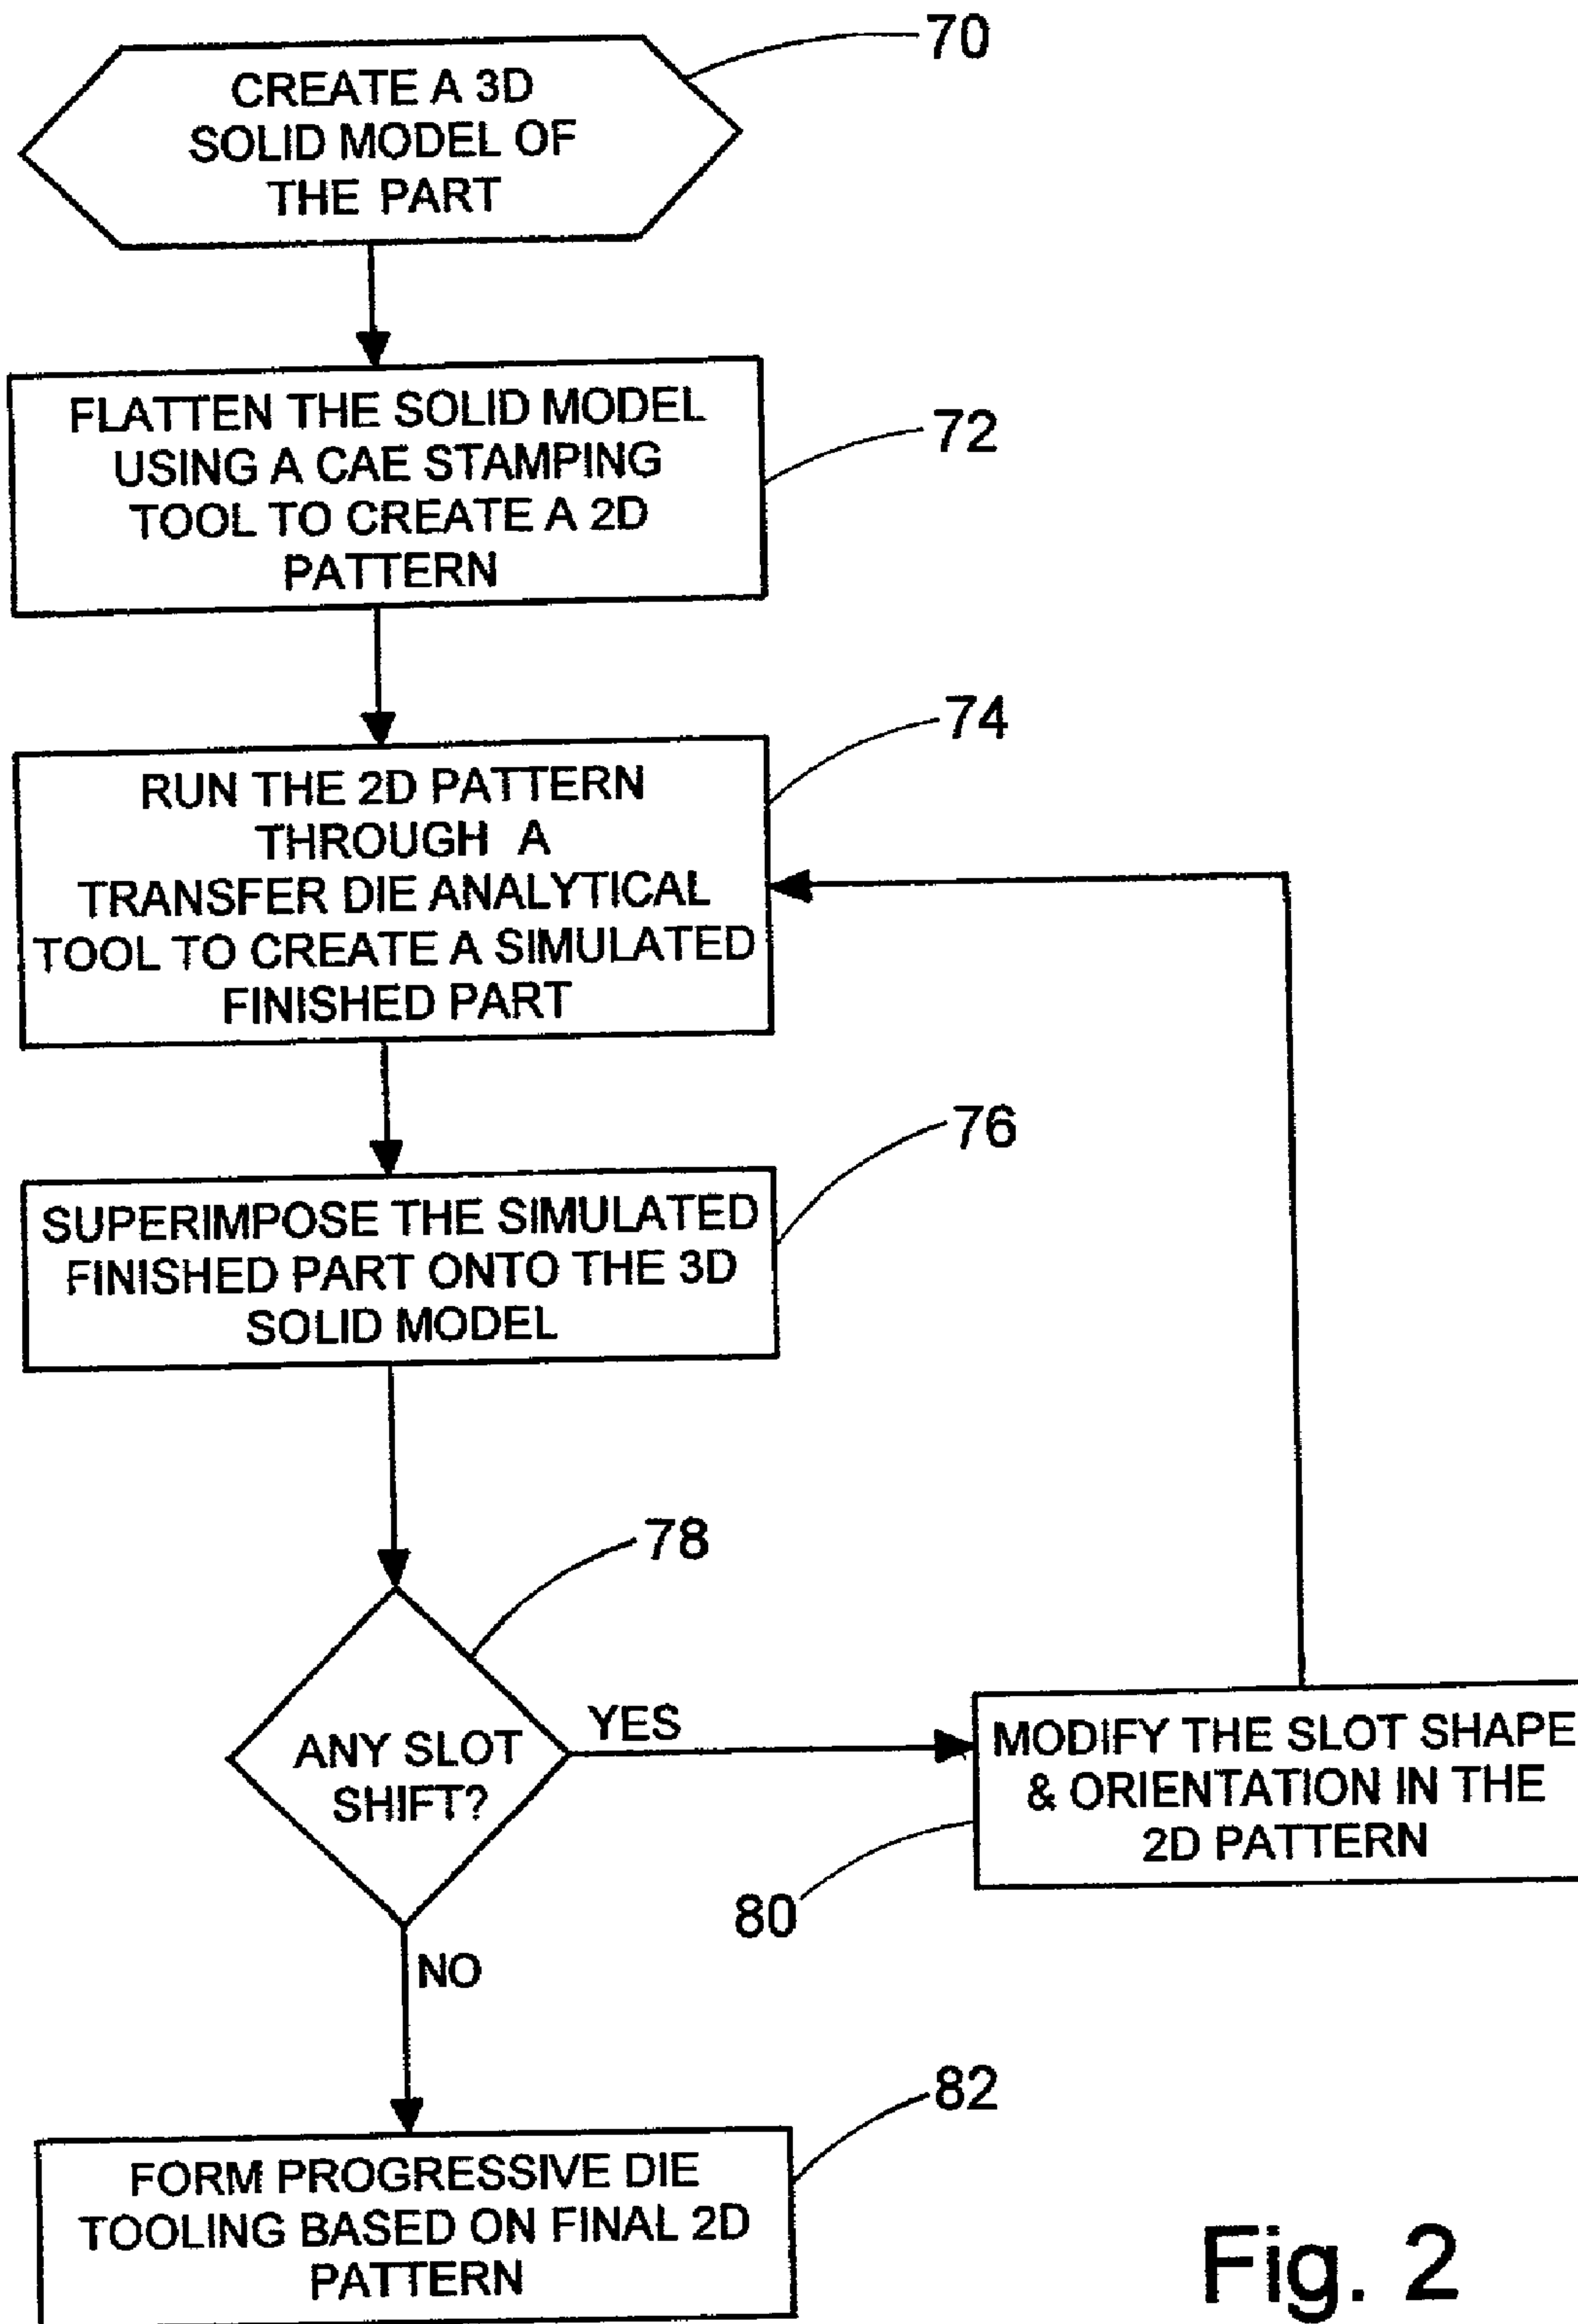 70
CREATE A 3D
SOLID MODEL OF
THE PART
72
FLATTEN THE SOLID MODEL
USING A CAE STAMPING
TOOL TO CREATE A 2D
PATTERN
74
RUN THE 2D PATTERN
THROUGH A
TRANSFER DIE ANALYTICAL
TOOL TO CREATE A SIMULATED
FINISHED PART
76
SUPERIMPOSE THE SIMULATED
FINISHED PART ONTO THE 3D
SOLID MODEL
78
ANY SLOT
SHIFT?
YES
MODIFY THE SLOT SHAPE
& ORIENTATION IN THE
2D PATTERN
80
NO
82
FORM PROGRESSIVE DIE
TOOLING BASED ON FINAL 2D
PATTERN
Fig. 2